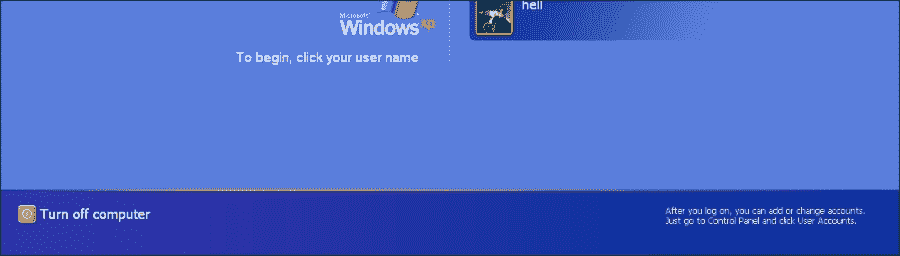 hell
Microsoft
Windows xp
To begin, click your user name
Turn off computer
After you log on, you can add or change accounts.
Just go to Control Panel and click User Accounts.